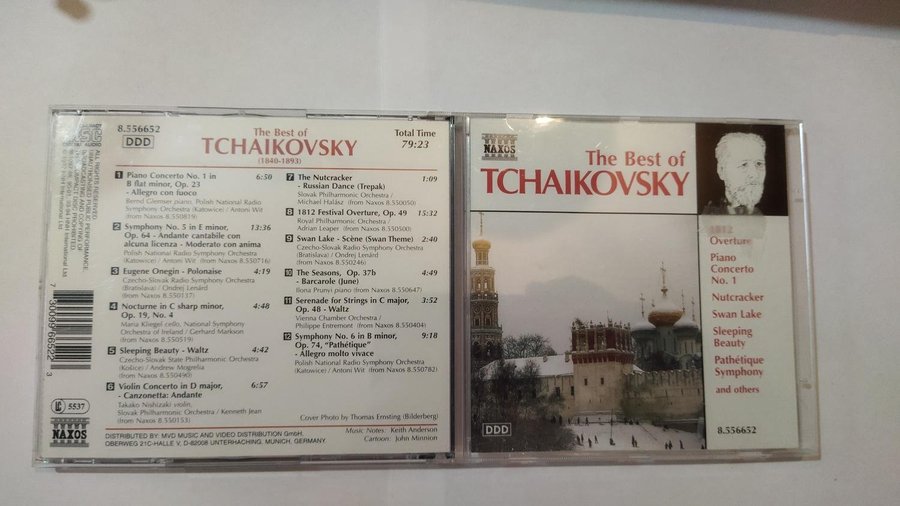 8.556652
DDD
The Best of
TCHAIKOVSKY
(1840-1893)
Total Time
79:23
1 Piano Concerto No. 1 in 6:50
B flat minor, Op. 23
- Allegro con fuoco
Bernd Glemser piano, Polish National Radio
Symphony Orchestra (Katowice) / Antoni Wit
(from Naxos 8.550819)
2 Symphony No. 5 in E minor, 13:36
Op. 64 - Andante cantabile con
alcuna licenza - Moderato con anima
Polish National Radio Symphony Orchestra
(Katowice) / Antoni Wit (from Naxos 8.550716)
3 Eugene Onegin - Polonaise 4:19
Czecho-Slovak Radio Symphony Orchestra
(Bratislava) / Ondrej Lenárd
(from Naxos 8.550137)
4 Nocturne in C sharp minor, 4:48
Op. 19, No. 4
Maria Kliegel cello, National Symphony
Orchestra of Ireland / Gerhard Markson
(from Naxos 8.550519)
5 Sleeping Beauty - Waltz 4:42
Czecho-Slovak State Philharmonic Orchestra
(Košice) / Andrew Mogrelia
(from Naxos 8.550490)
6 Violin Concerto in D major, 6:57
- Canzonetta: Andante
Takako Nishizaki violin,
Slovak Philharmonic Orchestra / Kenneth Jean
(from Naxos 8.550153)
7 The Nutcracker 1:09
- Russian Dance (Trepak)
Slovak Philharmonic Orchestra /
Michael Halász (from Naxos 8.550050)
8 1812 Festival Overture, Op. 49 15:32
Royal Philharmonic Orchestra /
Adrian Leaper (from Naxos 8.550500)
9 Swan Lake - Scène (Swan Theme) 2:40
Czecho-Slovak Radio Symphony Orchestra
(Bratislava) / Ondrej Lenárd
(from Naxos 8.550246)
10 The Seasons, Op. 37b 4:49
- Barcarole (June)
Ilona Prunyi piano (from Naxos 8.550647)
11 Serenade for Strings in C major, 3:52
Op. 48 - Waltz
Vienna Chamber Orchestra /
Philippe Entremont (from Naxos 8.550404)
12 Symphony No. 6 in B minor, 9:18
Op. 74, "Pathétique"
- Allegro molto vivace
Polish National Radio Symphony Orchestra
(Katowice) / Antoni Wit (from Naxos 8.550782)
Cover Photo by Thomas Ernsting (Bilderberg)
Music Notes: Keith Anderson
Cartoon: John Minnion
LC 5537
NAXOS
DISTRIBUTED BY: MVD MUSIC AND VIDEO DISTRIBUTION GmbH,
OBERWEG 21C-HALLE V, D-82008 UNTERHACHING, MUNICH, GERMANY.
NAXOS
The Best of
TCHAIKOVSKY
1812
Overture
Piano
Concerto
No. 1
Nutcracker
Swan Lake
Sleeping
Beauty
Pathétique
Symphony
and others
DDD
8.556652